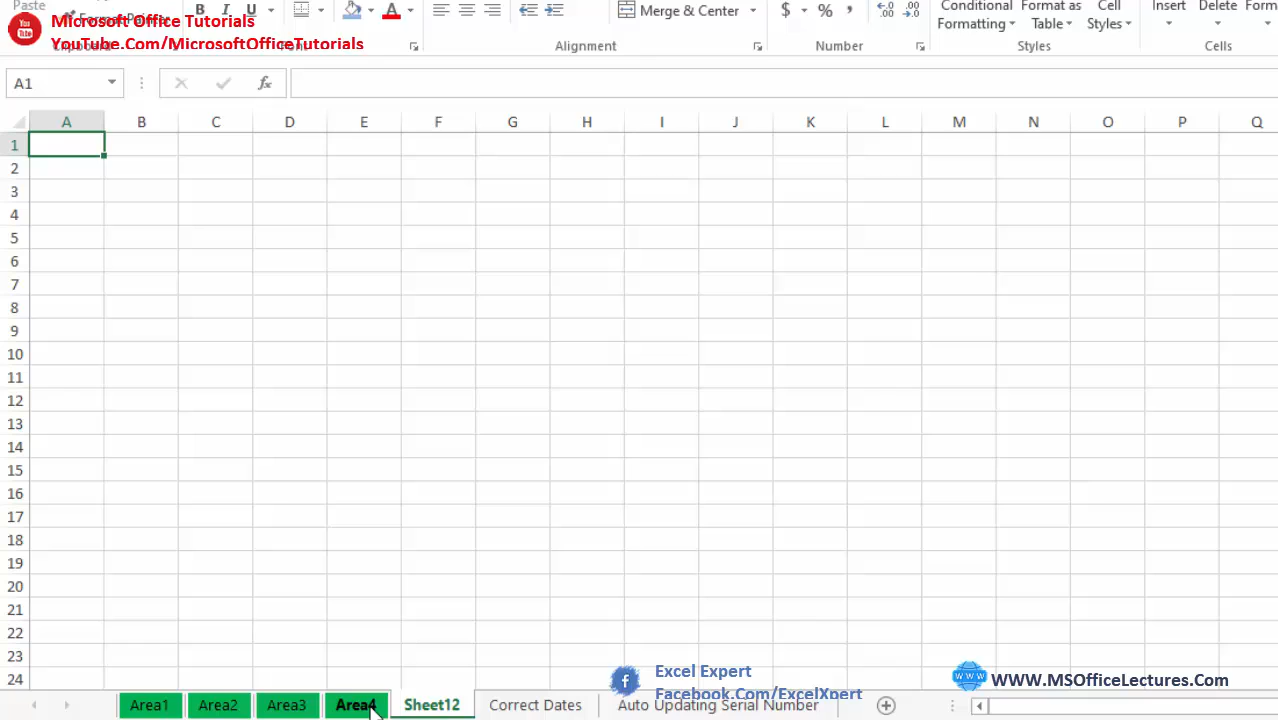 Paste
Microsoft Office Tutorials
YouTube.Com/MicrosoftOfficeTutorials
B I U A
Merge & Center
$ % ,
Conditional Formatting
Format as Table
Cell Styles
Insert Delete
Alignment Number Styles Cells
A1
fx
A B C D E F G H I J K L M N O P Q
1
2
3
4
5
6
7
8
9
10
11
12
13
14
15
16
17
18
19
20
21
22
23
24
Excel Expert
Facebook.Com/ExcelXpert
www.MSOfficeLectures.Com
Area1 Area2 Area3 Area4 Sheet12 Correct Dates Auto Updating Serial Number